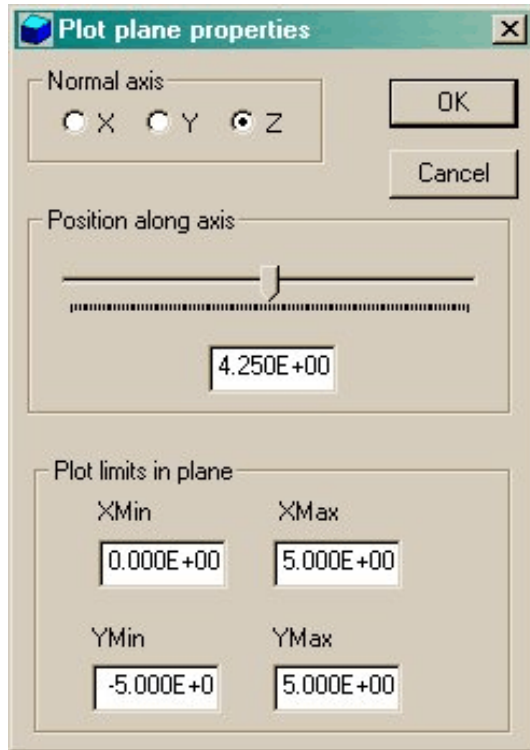 Plot plane properties
Normal axis
X Y Z
OK
Cancel
Position along axis
4.250E+00
Plot limits in plane
XMin XMax
0.000E+00 5.000E+00
YMin YMax
-5.000E+0 5.000E+00